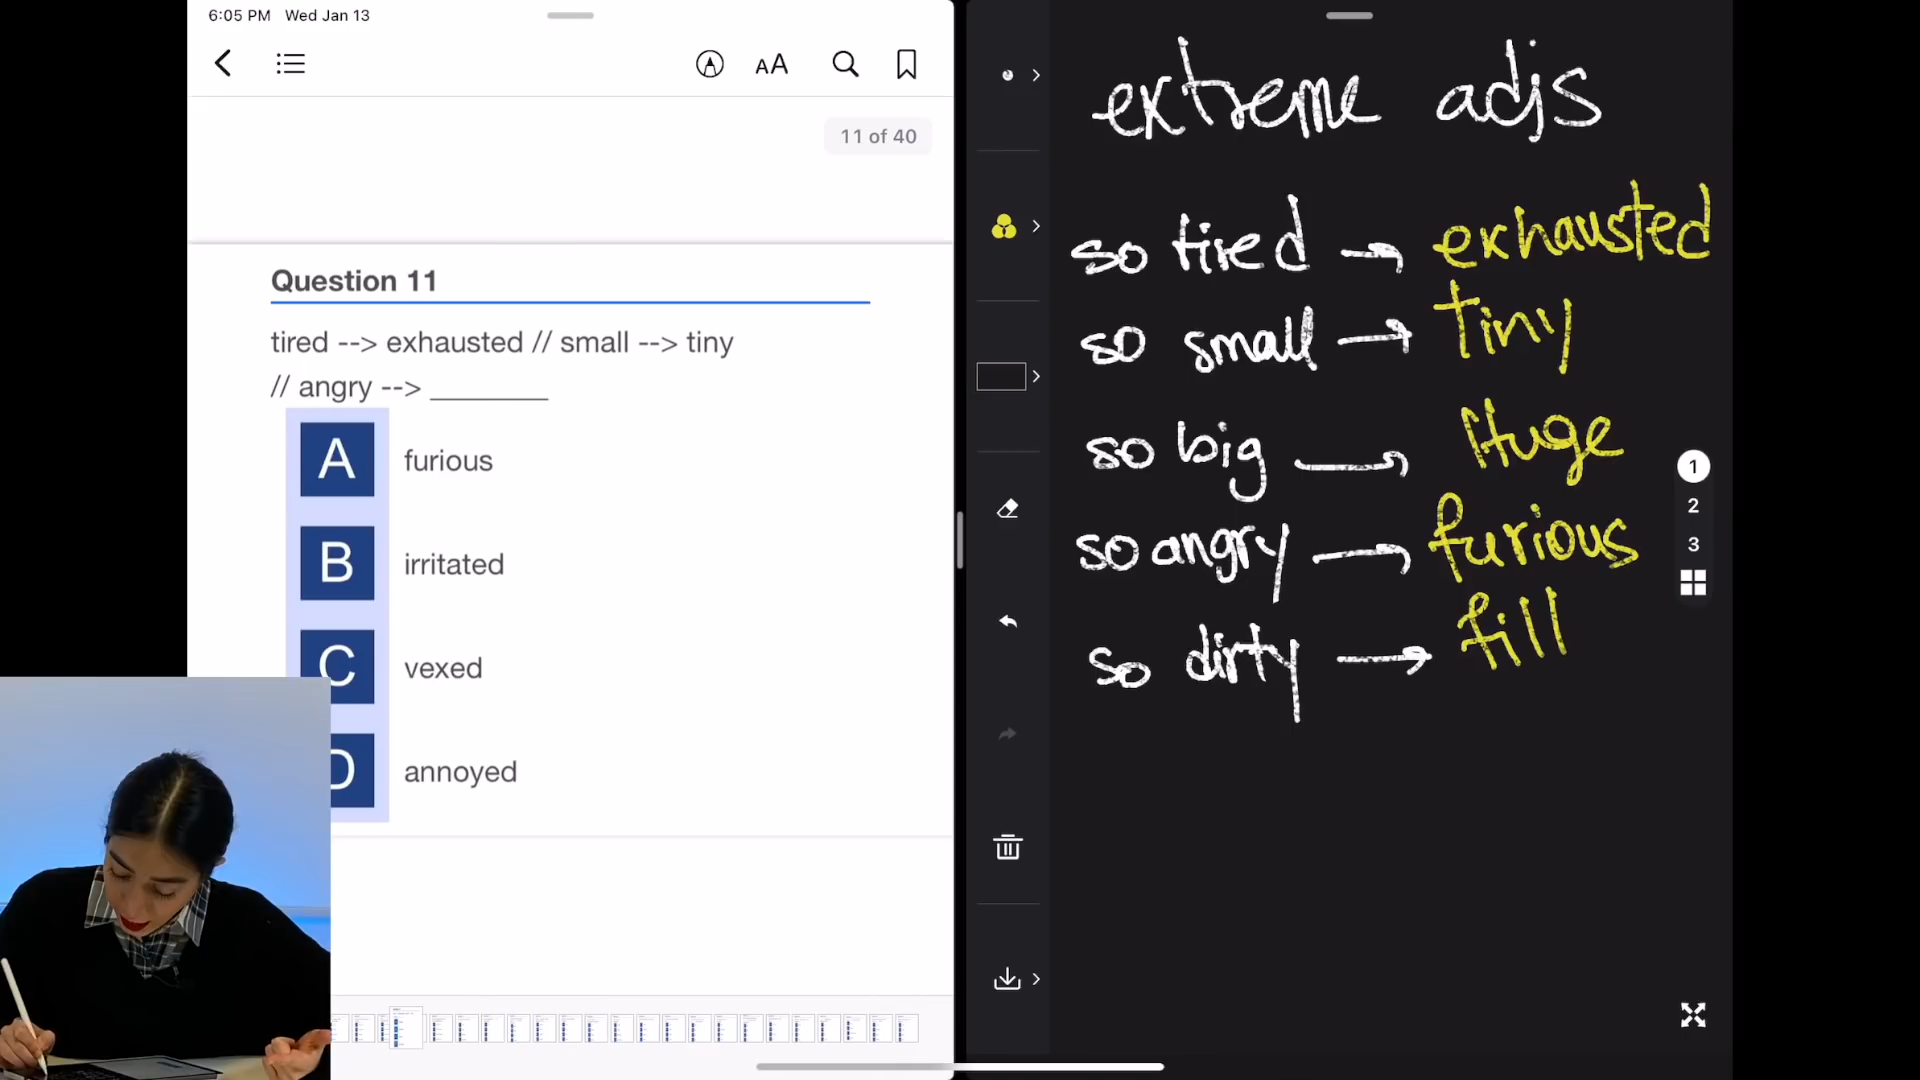 6:05 PM Wed Jan 13
AA
11 of 40
Question 11
tired --> exhausted // small --> tiny
// angry --> ________
A furious
B irritated
C vexed
D annoyed
extreme adjs
so tired → exhausted
so small → tiny
so big → Huge
so angry → furious
so dirty → fill
1
2
3